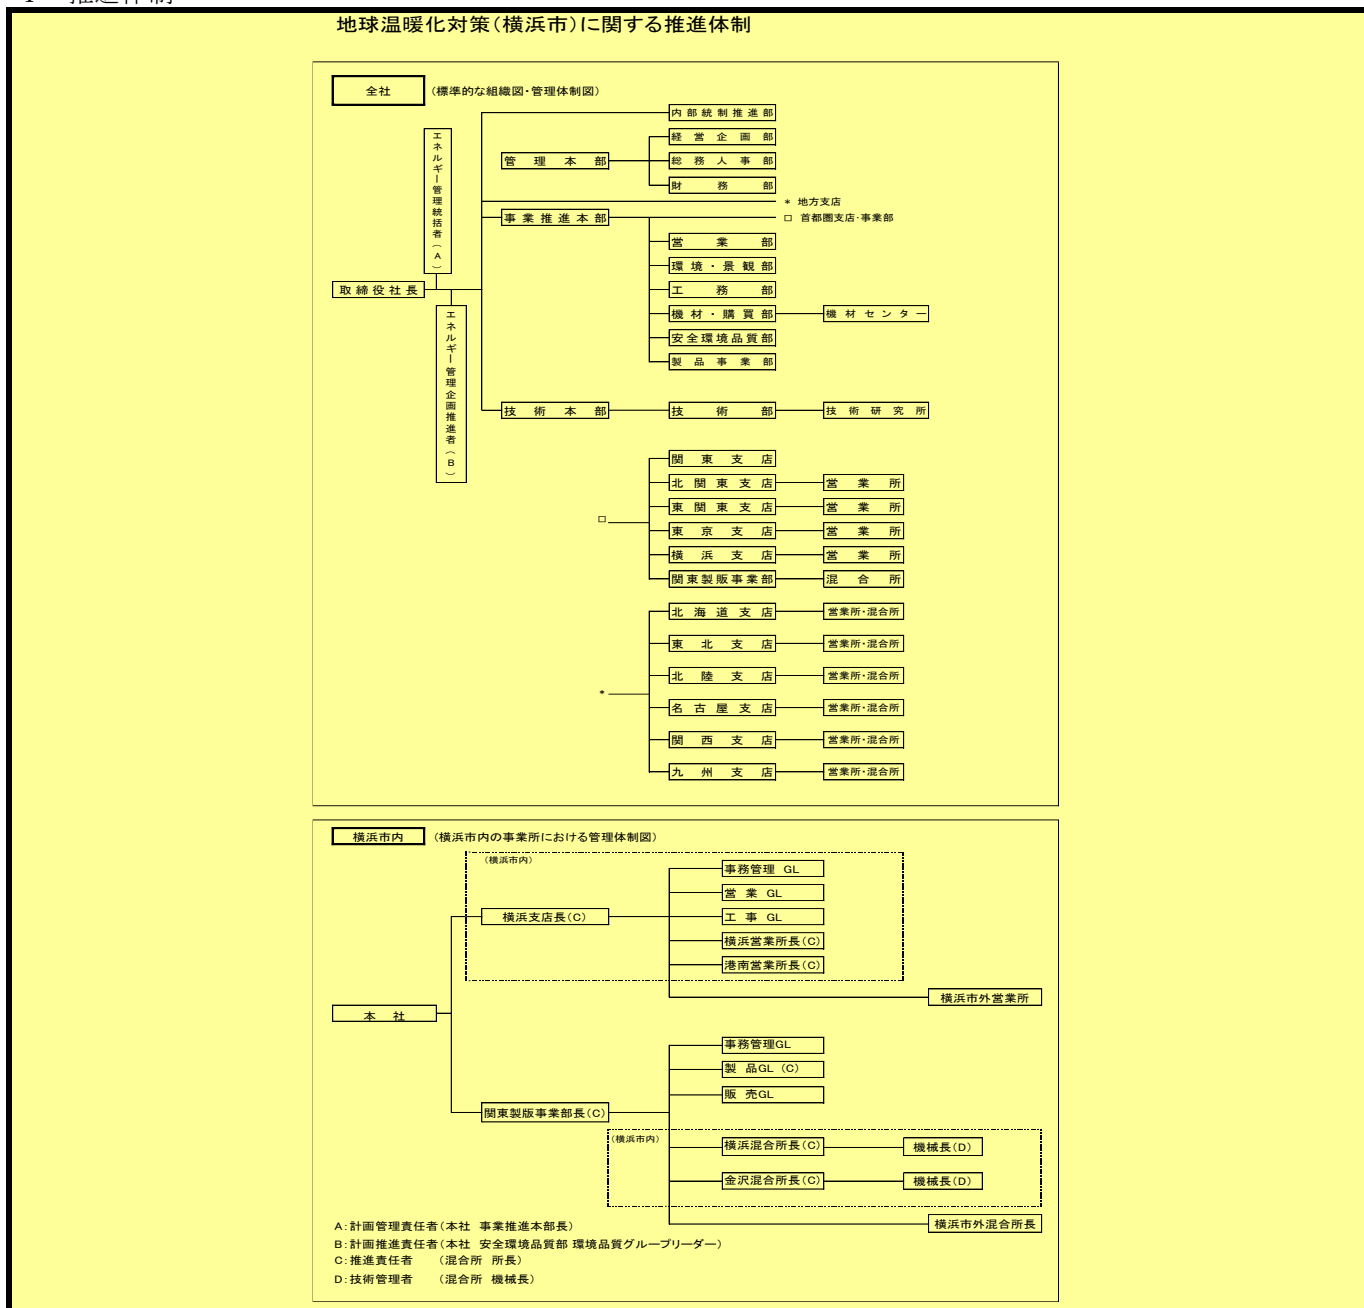 地球温暖化対策(横浜市)に関する推進体制
全社
(標準的な組織図・管理体制図)
内部統制推進部
エネルギー管理統括者(A)
経営企画部
管理本部
総務人事部
財務部
* 地方支店
事業推進本部
□ 首都圏支店・事業部
営業部
環境・景観部
取締役社長
工務部
エネルギー管理企画推進者(B)
機材・購買部
機材センター
安全環境品質部
製品事業部
技術本部
技術部
技術研究所
関東支店
北関東支店
営業所
東関東支店
営業所
□
東京支店
営業所
横浜支店
営業所
関東製販事業部
混合所
北海道支店
営業所・混合所
東北支店
営業所・混合所
北陸支店
営業所・混合所
*
名古屋支店
営業所・混合所
関西支店
営業所・混合所
九州支店
営業所・混合所
横浜市内
(横浜市内の事業所における管理体制図)
(横浜市内)
事務管理 GL
営業 GL
横浜支店長(C)
工事 GL
横浜営業所長(C)
港南営業所長(C)
横浜市外営業所
本社
事務管理GL
製品GL (C)
販売GL
関東製版事業部長(C)
(横浜市内)
横浜混合所長(C)
機械長(D)
金沢混合所長(C)
機械長(D)
横浜市外混合所長
A:計画管理責任者(本社 事業推進本部長)
B:計画推進責任者(本社 安全環境品質部 環境品質グループリーダー)
C:推進責任者 (混合所 所長)
D:技術管理者 (混合所 機械長)